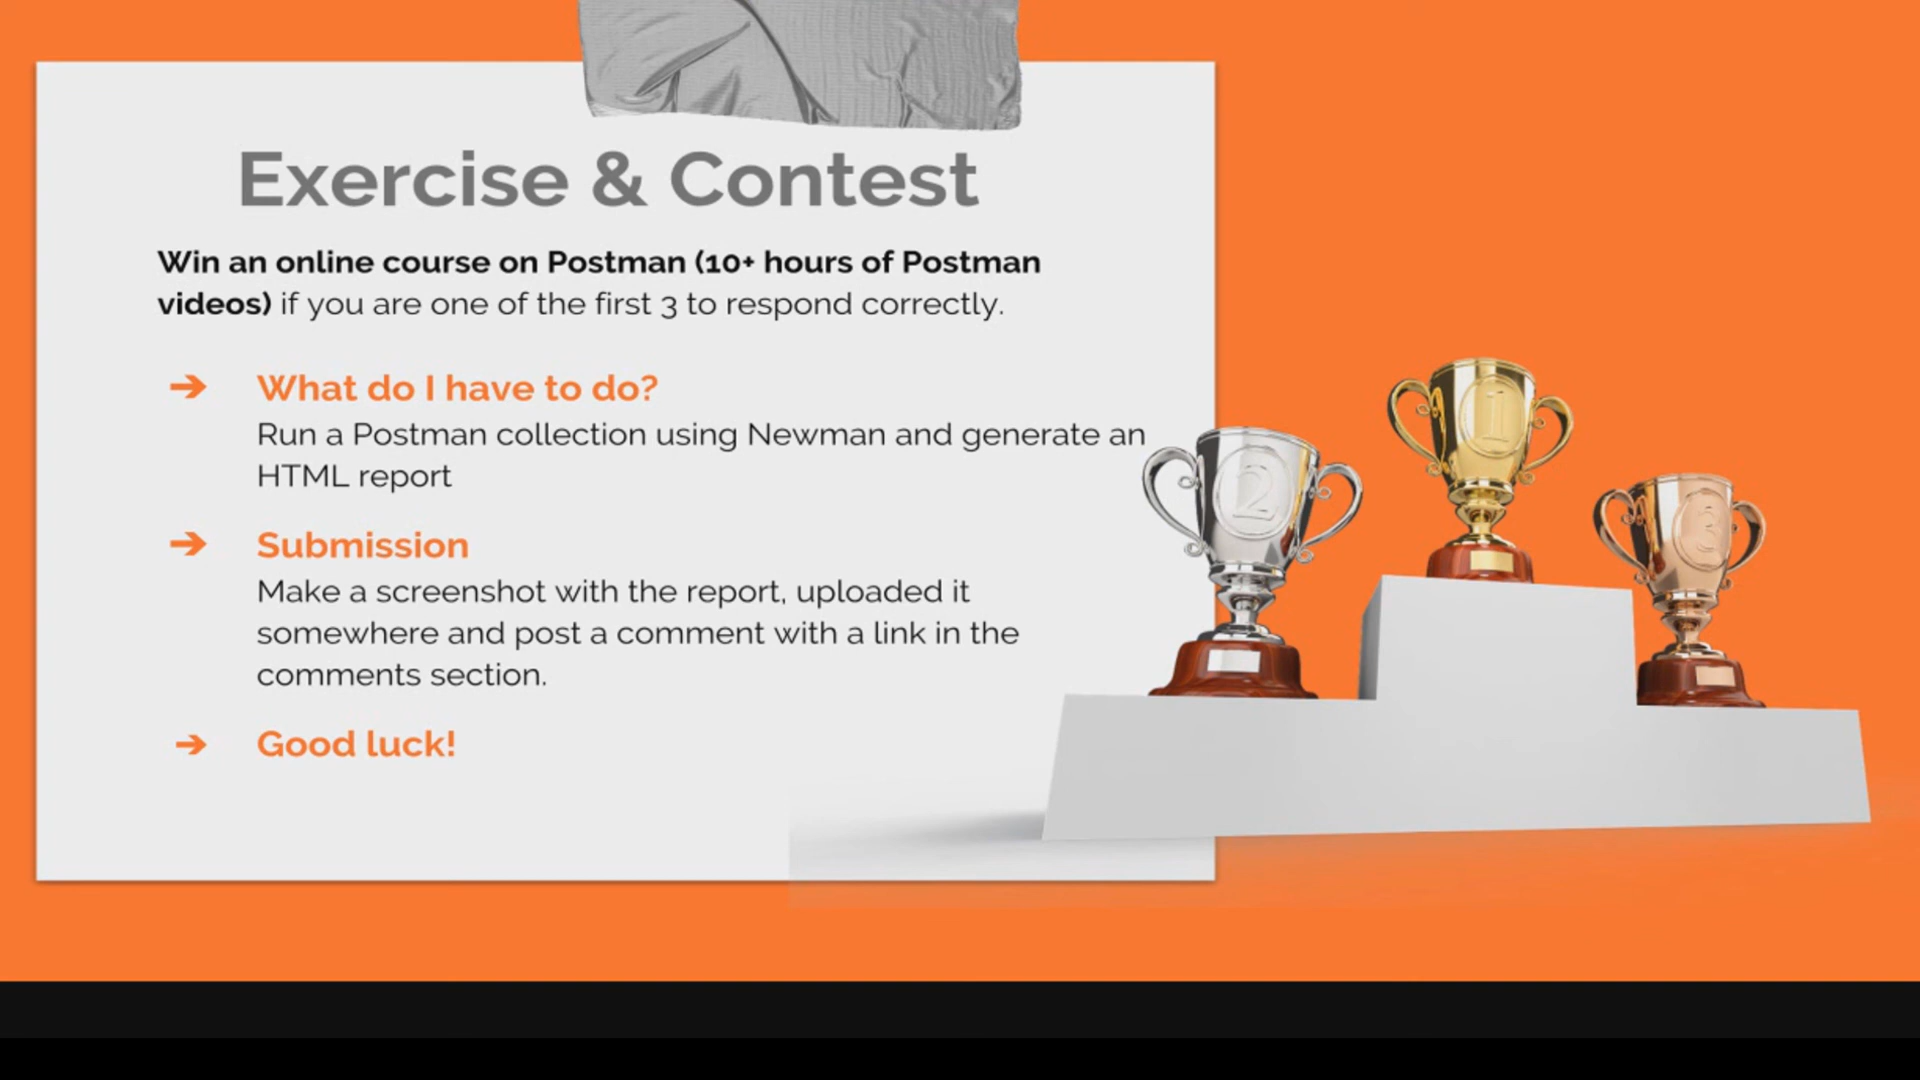 Exercise & Contest
Win an online course on Postman (10+ hours of Postman
videos) if you are one of the first 3 to respond correctly.
➔ What do I have to do?
Run a Postman collection using Newman and generate an
HTML report
➔ Submission
Make a screenshot with the report, uploaded it
somewhere and post a comment with a link in the
comments section.
➔ Good luck!
1
2
3